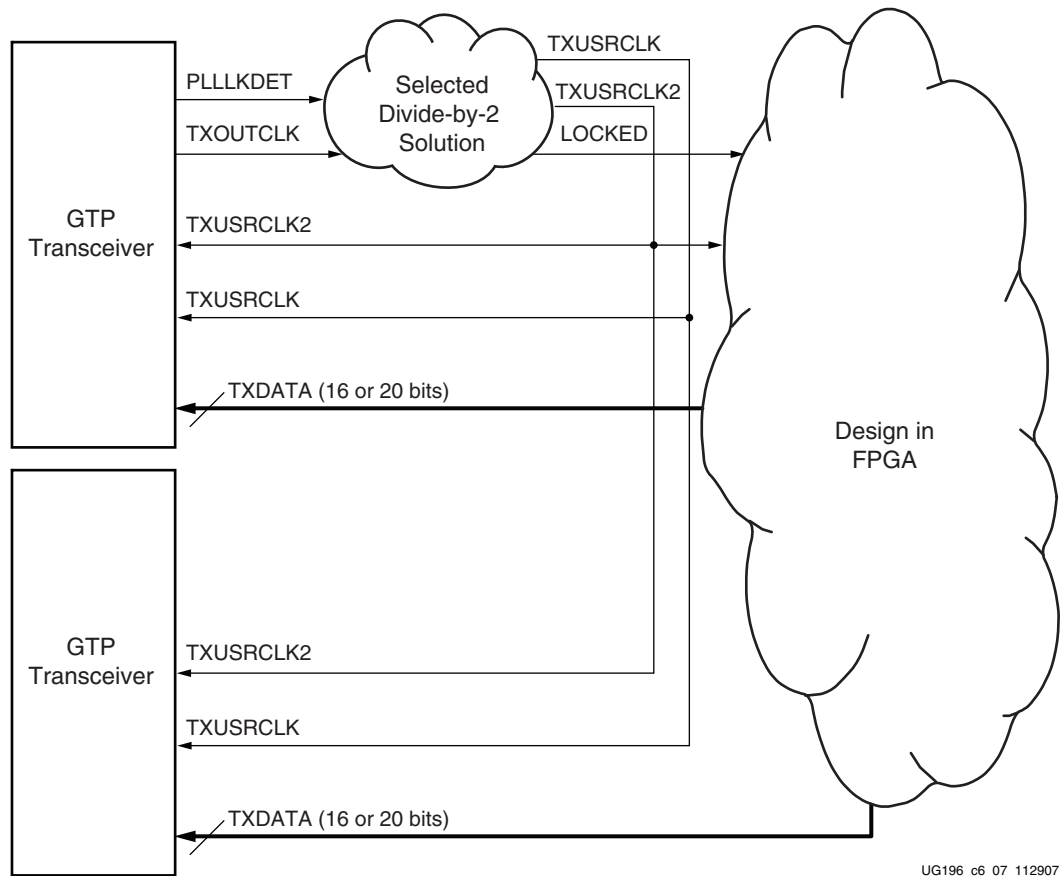 PLLLKDET
TXOUTCLK
Selected
Divide-by-2
Solution
TXUSRCLK
TXUSRCLK2
LOCKED
GTP
Transceiver
TXUSRCLK2
TXUSRCLK
TXDATA (16 or 20 bits)
Design in
FPGA
GTP
Transceiver
TXUSRCLK2
TXUSRCLK
TXDATA (16 or 20 bits)
UG196_c6_07_112907